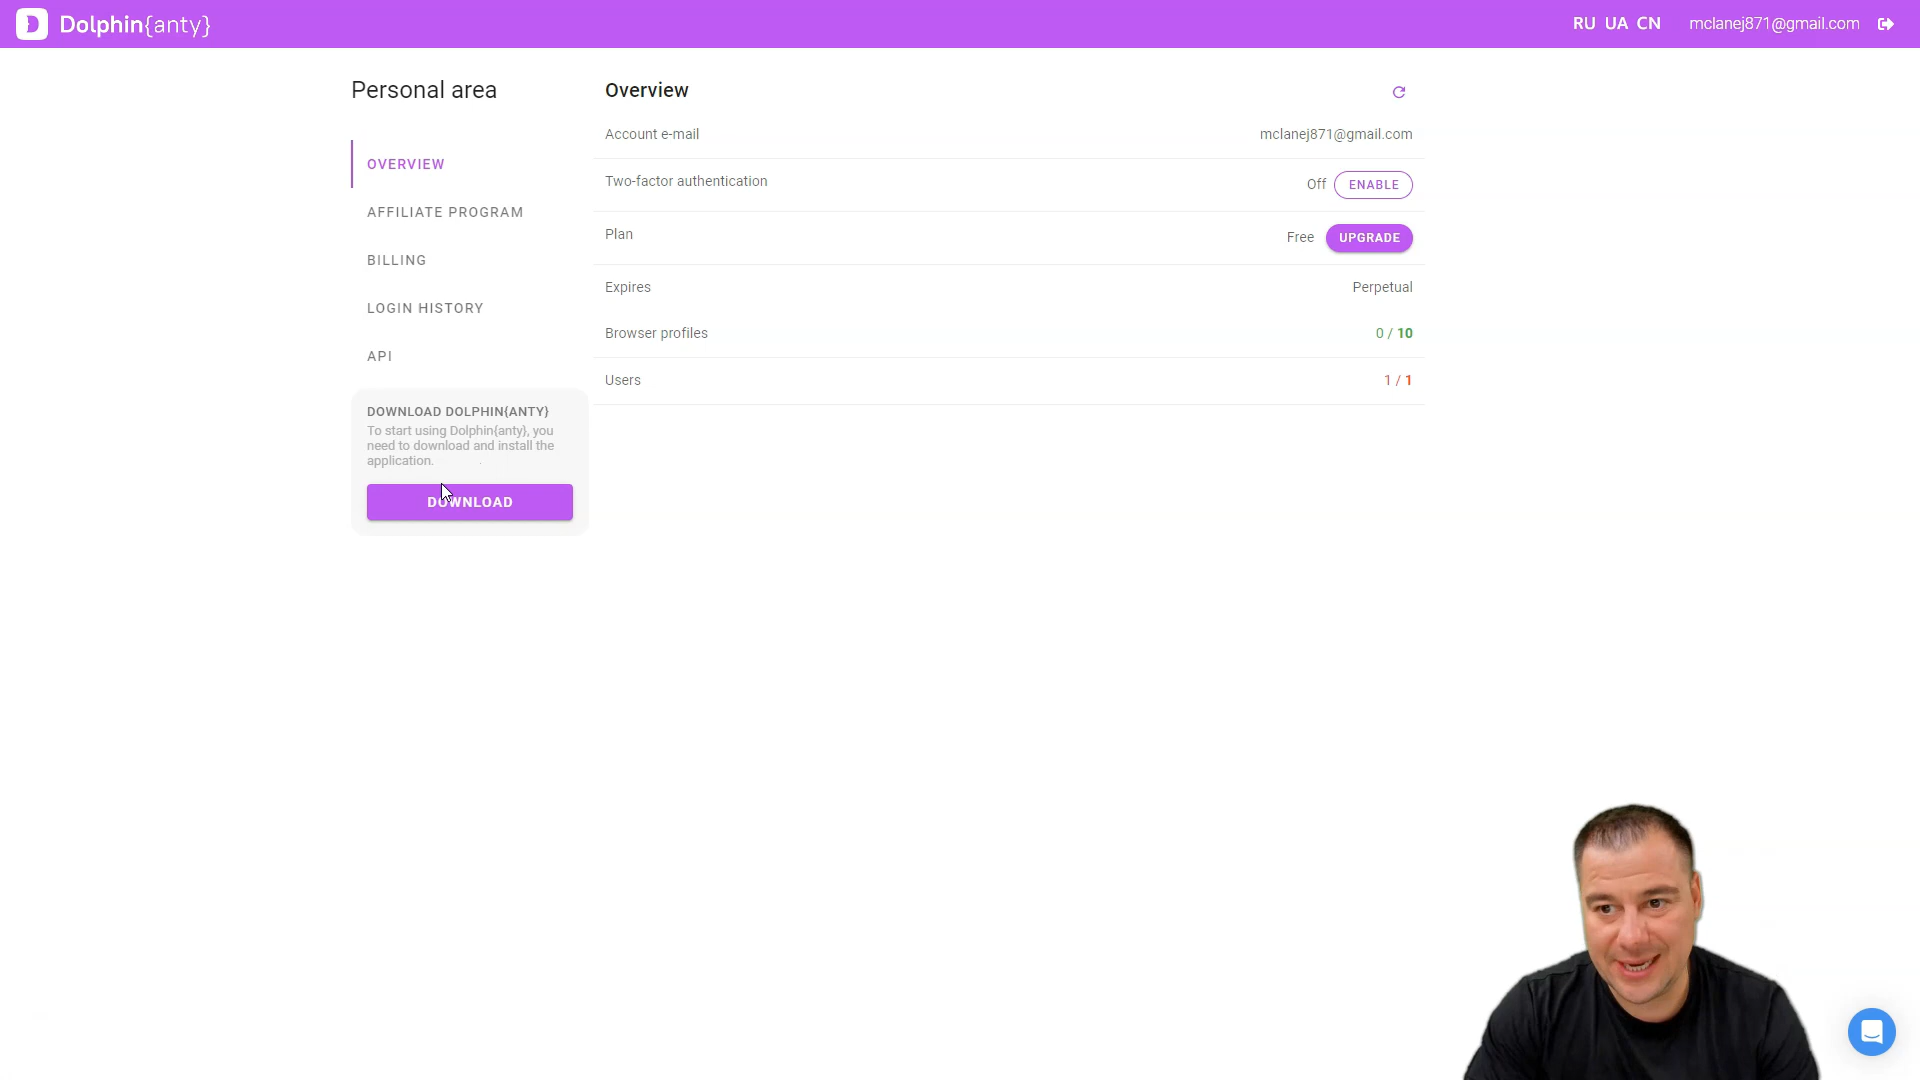 Dolphin{anty}
RU UA CN
mclanej871@gmail.com
Personal area
OVERVIEW
AFFILIATE PROGRAM
BILLING
LOGIN HISTORY
API
DOWNLOAD DOLPHIN{ANTY}
To start using Dolphin{anty}, you
need to download and install the
application.
DOWNLOAD
Overview
Account e-mail
mclanej871@gmail.com
Two-factor authentication
Off ENABLE
Plan
Free UPGRADE
Expires
Perpetual
Browser profiles
0 / 10
Users
1 / 1